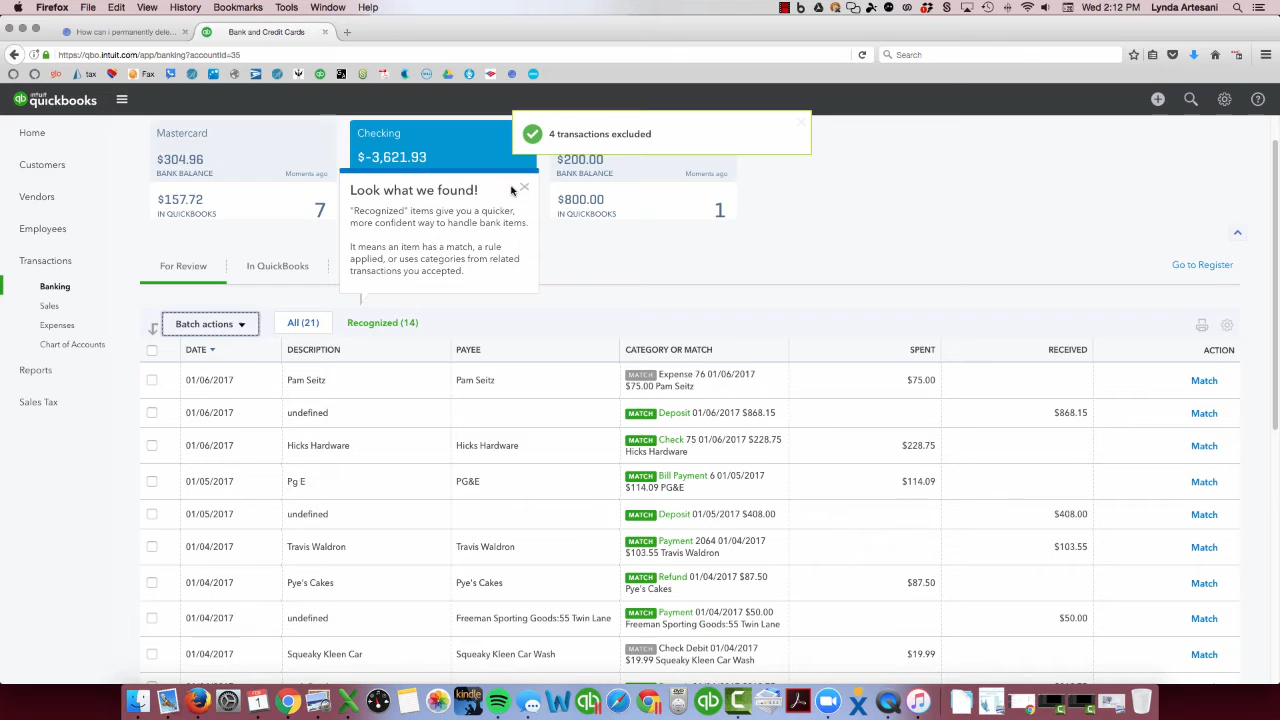 Firefox File Edit View History Bookmarks Tools Window Help
Wed 2:12 PM Lynda Artesani
How can i permanently dele
Bank and Credit Cards
https://qbo.intuit.com/app/banking?accountId=35
Search
glo tax Fax
intuit quickbooks
Home
Customers
Vendors
Employees
Transactions
Banking
Sales
Expenses
Chart of Accounts
Reports
Sales Tax
Mastercard
$304.96
BANK BALANCE Moments ago
$157.72
IN QUICKBOOKS 7
Checking
$-3,621.93
4 transactions excluded
$200.00
BANK BALANCE Moments ago
$800.00
IN QUICKBOOKS 1
Look what we found!
"Recognized" items give you a quicker,
more confident way to handle bank items.
It means an item has a match, a rule
applied, or uses categories from related
transactions you accepted.
For Review In QuickBooks
Go to Register
Batch actions All (21) Recognized (14)
DATE DESCRIPTION PAYEE CATEGORY OR MATCH SPENT RECEIVED ACTION
01/06/2017 Pam Seitz Pam Seitz MATCH Expense 76 01/06/2017 $75.00 Match
$75.00 Pam Seitz
01/06/2017 undefined MATCH Deposit 01/06/2017 $868.15 $868.15 Match
01/06/2017 Hicks Hardware Hicks Hardware MATCH Check 75 01/06/2017 $228.75 $228.75 Match
Hicks Hardware
01/05/2017 Pg E PG&E MATCH Bill Payment 6 01/05/2017 $114.09 Match
$114.09 PG&E
01/05/2017 undefined MATCH Deposit 01/05/2017 $408.00 $408.00 Match
01/04/2017 Travis Waldron Travis Waldron MATCH Payment 2064 01/04/2017 $103.55 Match
$103.55 Travis Waldron
01/04/2017 Pye's Cakes Pye's Cakes MATCH Refund 01/04/2017 $87.50 $87.50 Match
Pye's Cakes
01/04/2017 undefined Freeman Sporting Goods:55 Twin Lane MATCH Payment 01/04/2017 $50.00 $50.00 Match
Freeman Sporting Goods:55 Twin Lane
01/04/2017 Squeaky Kleen Car Squeaky Kleen Car Wash MATCH Check Debit 01/04/2017 $19.99 Match
$19.99 Squeaky Kleen Car Wash
kindle